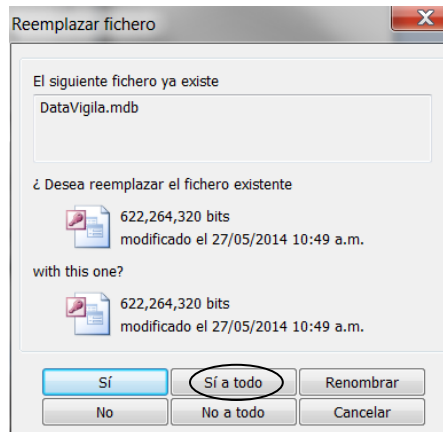 Reemplazar fichero
El siguiente fichero ya existe
DataVigila.mdb
¿ Desea reemplazar el fichero existente
622,264,320 bits
modificado el 27/05/2014 10:49 a.m.
with this one?
622,264,320 bits
modificado el 27/05/2014 10:49 a.m.
Sí Sí a todo Renombrar
No No a todo Cancelar